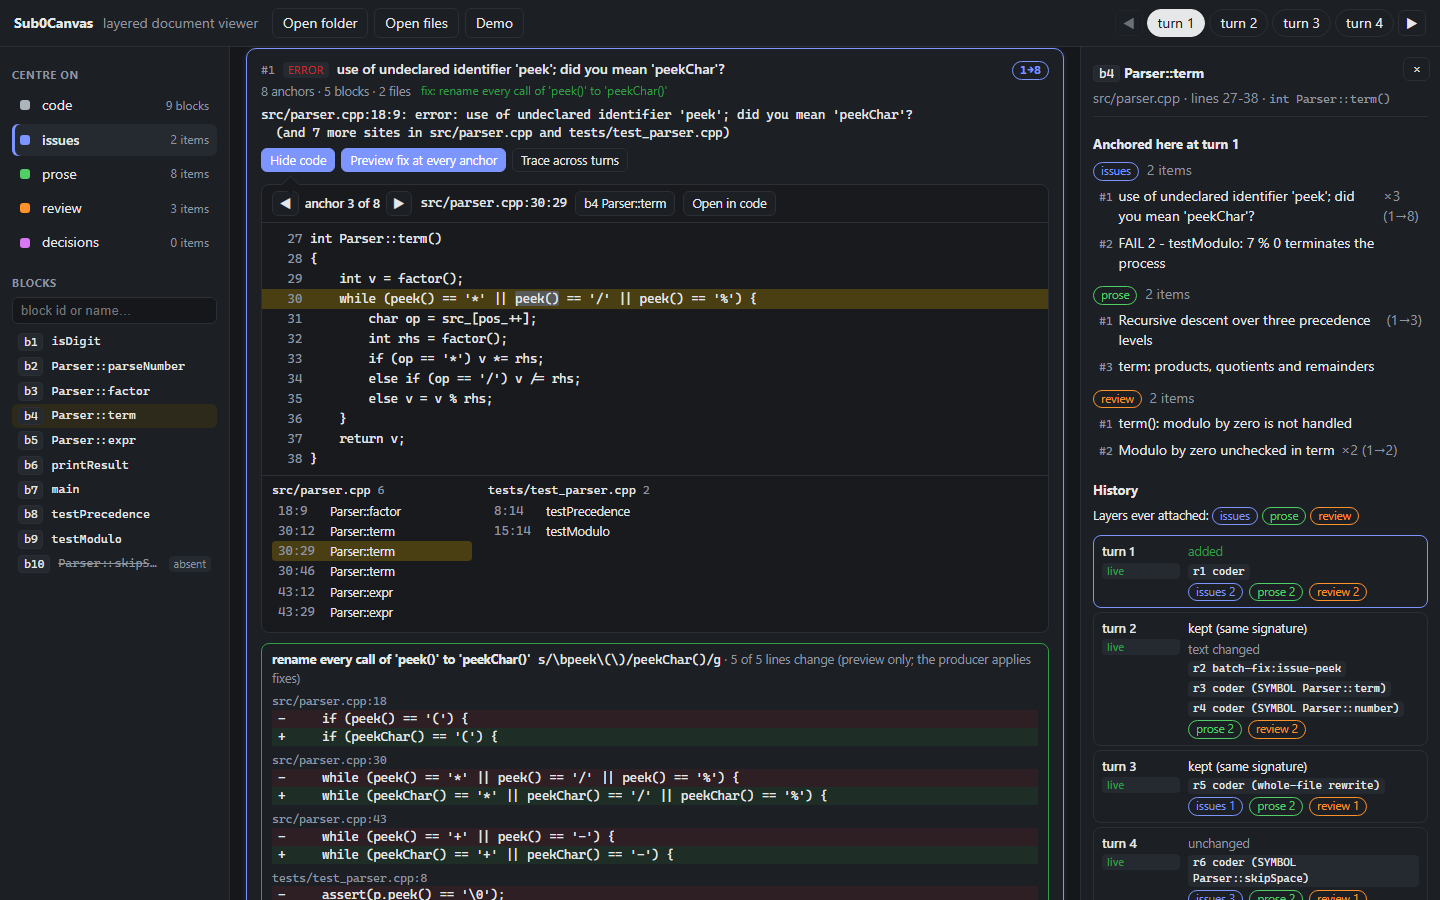 Sub0Canvas layered document viewer Open folder Open files Demo ◀ turn 1 turn 2 turn 3 turn 4 ▶
CENTRE ON
code 9 blocks
issues 2 items
prose 8 items
review 3 items
decisions 0 items
BLOCKS
block id or name...
b1 isDigit
b2 Parser::parseNumber
b3 Parser::factor
b4 Parser::term
b5 Parser::expr
b6 printResult
b7 main
b8 testPrecedence
b9 testModulo
b10 Parser::skipS… absent
#1 ERROR use of undeclared identifier 'peek'; did you mean 'peekChar'? 1→8
8 anchors · 5 blocks · 2 files fix: rename every call of 'peek()' to 'peekChar()'
src/parser.cpp:18:9: error: use of undeclared identifier 'peek'; did you mean 'peekChar'?
(and 7 more sites in src/parser.cpp and tests/test_parser.cpp)
Hide code Preview fix at every anchor Trace across turns
◀ anchor 3 of 8 ▶ src/parser.cpp:30:29 b4 Parser::term Open in code
27 int Parser::term()
28 {
29 int v = factor();
30 while (peek() == '*' || peek() == '/' || peek() == '%') {
31 char op = src_[pos_++];
32 int rhs = factor();
33 if (op == '*') v *= rhs;
34 else if (op == '/') v /= rhs;
35 else v = v % rhs;
36 }
37 return v;
38 }
src/parser.cpp 6
18:9 Parser::factor
30:12 Parser::term
30:29 Parser::term
30:46 Parser::term
43:12 Parser::expr
43:29 Parser::expr
tests/test_parser.cpp 2
8:14 testPrecedence
15:14 testModulo
rename every call of 'peek()' to 'peekChar()' s/\bpeek\(\)/peekChar()/g · 5 of 5 lines change (preview only; the producer applies
fixes)
src/parser.cpp:18
- if (peek() == '(') {
+ if (peekChar() == '(') {
src/parser.cpp:30
- while (peek() == '*' || peek() == '/' || peek() == '%') {
+ while (peekChar() == '*' || peekChar() == '/' || peekChar() == '%') {
src/parser.cpp:43
- while (peek() == '+' || peek() == '-') {
+ while (peekChar() == '+' || peekChar() == '-') {
tests/test_parser.cpp:8
- assert(p.peek() == '\0');
b4 Parser::term ×
src/parser.cpp · lines 27-38 · int Parser::term()
Anchored here at turn 1
issues 2 items
#1 use of undeclared identifier 'peek'; did ×3
you mean 'peekChar'? (1→8)
#2 FAIL 2 - testModulo: 7 % 0 terminates the
process
prose 2 items
#1 Recursive descent over three precedence (1→3)
levels
#3 term: products, quotients and remainders
review 2 items
#1 term(): modulo by zero is not handled
#2 Modulo by zero unchecked in term ×2 (1→2)
History
Layers ever attached: issues prose review
turn 1 added
live r1 coder
issues 2 prose 2 review 2
turn 2 kept (same signature)
live text changed
r2 batch-fix:issue-peek
r3 coder (SYMBOL Parser::term)
r4 coder (SYMBOL Parser::number)
prose 2 review 2
turn 3 kept (same signature)
live r5 coder (whole-file rewrite)
issues 1 prose 2 review 1
turn 4 unchanged
live r6 coder (SYMBOL
Parser::skipSpace)
issues 3 prose 2 review 1